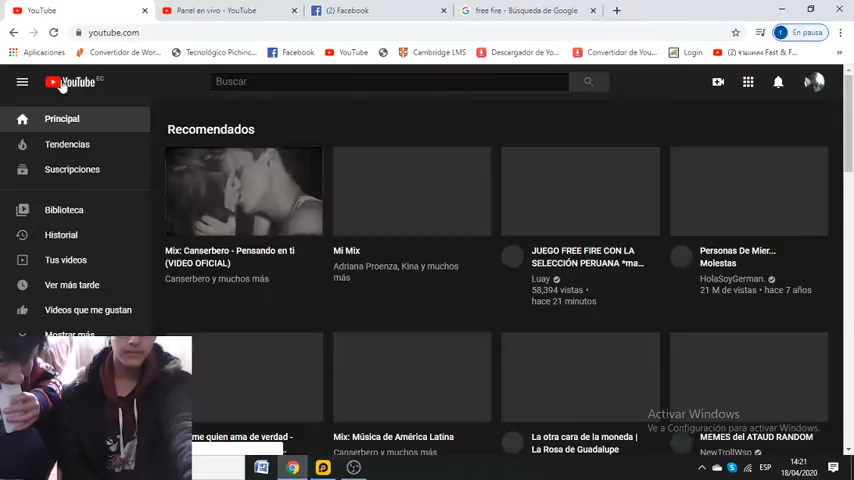 YouTube
Panel en vivo - YouTube
(2) Facebook
free fire - Búsqueda de Google
youtube.com
f
En pausa
Aplicaciones
Convertidor de Wor...
Tecnológico Pichinc...
Facebook
YouTube
Cambridge LMS
Descargador de Yo...
Convertidor de You...
Login
Fast & F...
YouTube EC
Buscar
Principal
Tendencias
Suscripciones
Biblioteca
Historial
Tus videos
Ver más tarde
Videos que me gustan
Mostrar más
Recomendados
Mix: Canserbero - Pensando en ti
(VIDEO OFICIAL)
Canserbero y muchos más
Mi Mix
Adriana Proenza, Kina y muchos
más
JUEGO FREE FIRE CON LA
SELECCIÓN PERUANA *ma...
Luay
58,394 vistas •
hace 21 minutos
Personas De Mier...
Molestas
HolaSoyGerman.
21 M de vistas • hace 7 años
me quien ama de verdad -
Mix: Música de América Latina
Canserbero y muchos más
La otra cara de la moneda |
La Rosa de Guadalupe
MEMES del ATAUD RANDOM
NewTrollWsp
Activar Windows
Ve a Configuración para activar Windows.
ESP
14:21
18/04/2020